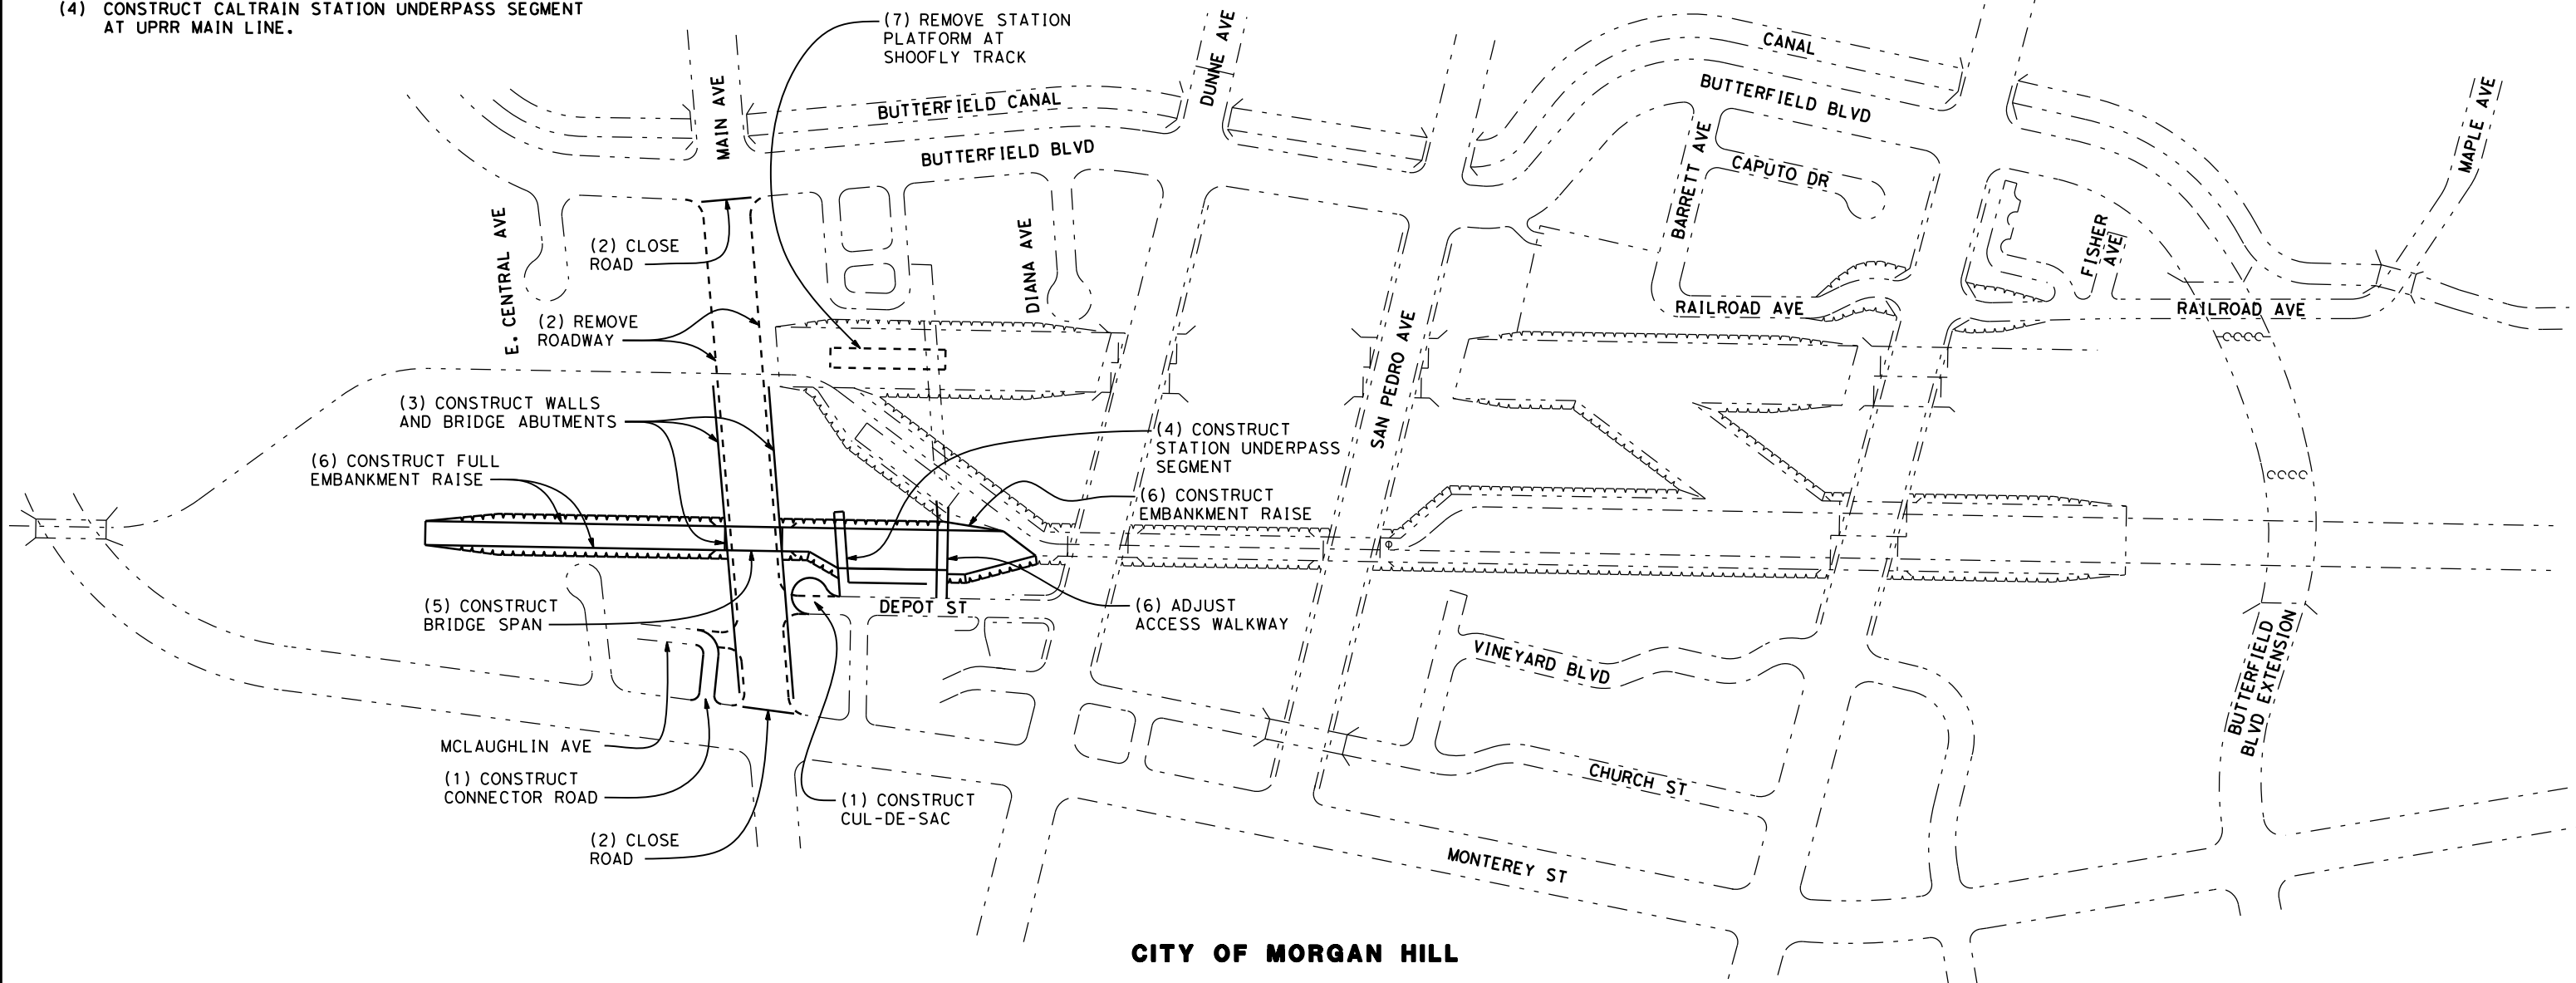 (4) CONSTRUCT CALTRAIN STATION UNDERPASS SEGMENT
AT UPRR MAIN LINE.
(7) REMOVE STATION
PLATFORM AT
SHOOFLY TRACK
MAIN AVE
BUTTERFIELD CANAL
BUTTERFIELD BLVD
DUNNE AVE
CANAL
BUTTERFIELD BLVD
BARRETT AVE
CAPUTO DR
MAPLE AVE
FISHER
AVE
E. CENTRAL AVE
(2) CLOSE
ROAD
DIANA AVE
(2) REMOVE
ROADWAY
SAN PEDRO AVE
RAILROAD AVE
RAILROAD AVE
(3) CONSTRUCT WALLS
AND BRIDGE ABUTMENTS
(4) CONSTRUCT
STATION UNDERPASS
SEGMENT
(6) CONSTRUCT FULL
EMBANKMENT RAISE
(6) CONSTRUCT
EMBANKMENT RAISE
(5) CONSTRUCT
BRIDGE SPAN
DEPOT ST
(6) ADJUST
ACCESS WALKWAY
VINEYARD BLVD
BUTTERFIELD
BLVD EXTENSION
MCLAUGHLIN AVE
(1) CONSTRUCT
CONNECTOR ROAD
(1) CONSTRUCT
CUL-DE-SAC
CHURCH ST
(2) CLOSE
ROAD
MONTEREY ST
CITY OF MORGAN HILL